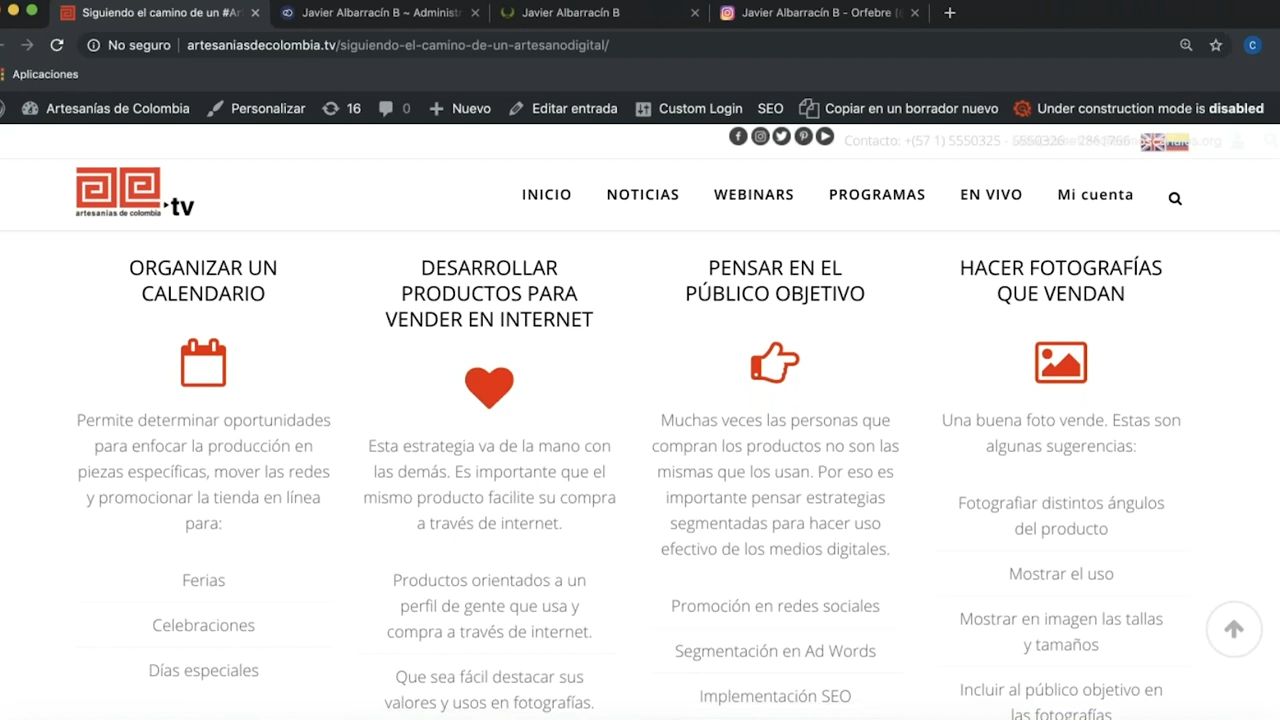 Siguiendo el camino de un #Ar
Javier Albarracín B ~ Administ
Javier Albarracín B
Javier Albarracín B - Orfebre
No seguro
artesaniasdecolombia.tv/siguiendo-el-camino-de-un-artesanodigital/
C
Aplicaciones
Artesanías de Colombia
Personalizar
16
0
Nuevo
Editar entrada
Custom Login
SEO
Copiar en un borrador nuevo
Under construction mode is disabled
Contacto: +(57 1) 5550325 -
artesanías de colombia
tv
INICIO
NOTICIAS
WEBINARS
PROGRAMAS
EN VIVO
Mi cuenta
ORGANIZAR UN
CALENDARIO
Permite determinar oportunidades
para enfocar la producción en
piezas específicas, mover las redes
y promocionar la tienda en línea
para:
Ferias
Celebraciones
Días especiales
DESARROLLAR
PRODUCTOS PARA
VENDER EN INTERNET
Esta estrategia va de la mano con
las demás. Es importante que el
mismo producto facilite su compra
a través de internet.
Productos orientados a un
perfil de gente que usa y
compra a través de internet.
Que sea fácil destacar sus
valores y usos en fotografías.
PENSAR EN EL
PÚBLICO OBJETIVO
Muchas veces las personas que
compran los productos no son las
mismas que los usan. Por eso es
importante pensar estrategias
segmentadas para hacer uso
efectivo de los medios digitales.
Promoción en redes sociales
Segmentación en Ad Words
Implementación SEO
HACER FOTOGRAFÍAS
QUE VENDAN
Una buena foto vende. Estas son
algunas sugerencias:
Fotografiar distintos ángulos
del producto
Mostrar el uso
Mostrar en imagen las tallas
y tamaños
Incluir al público objetivo en
las fotografías